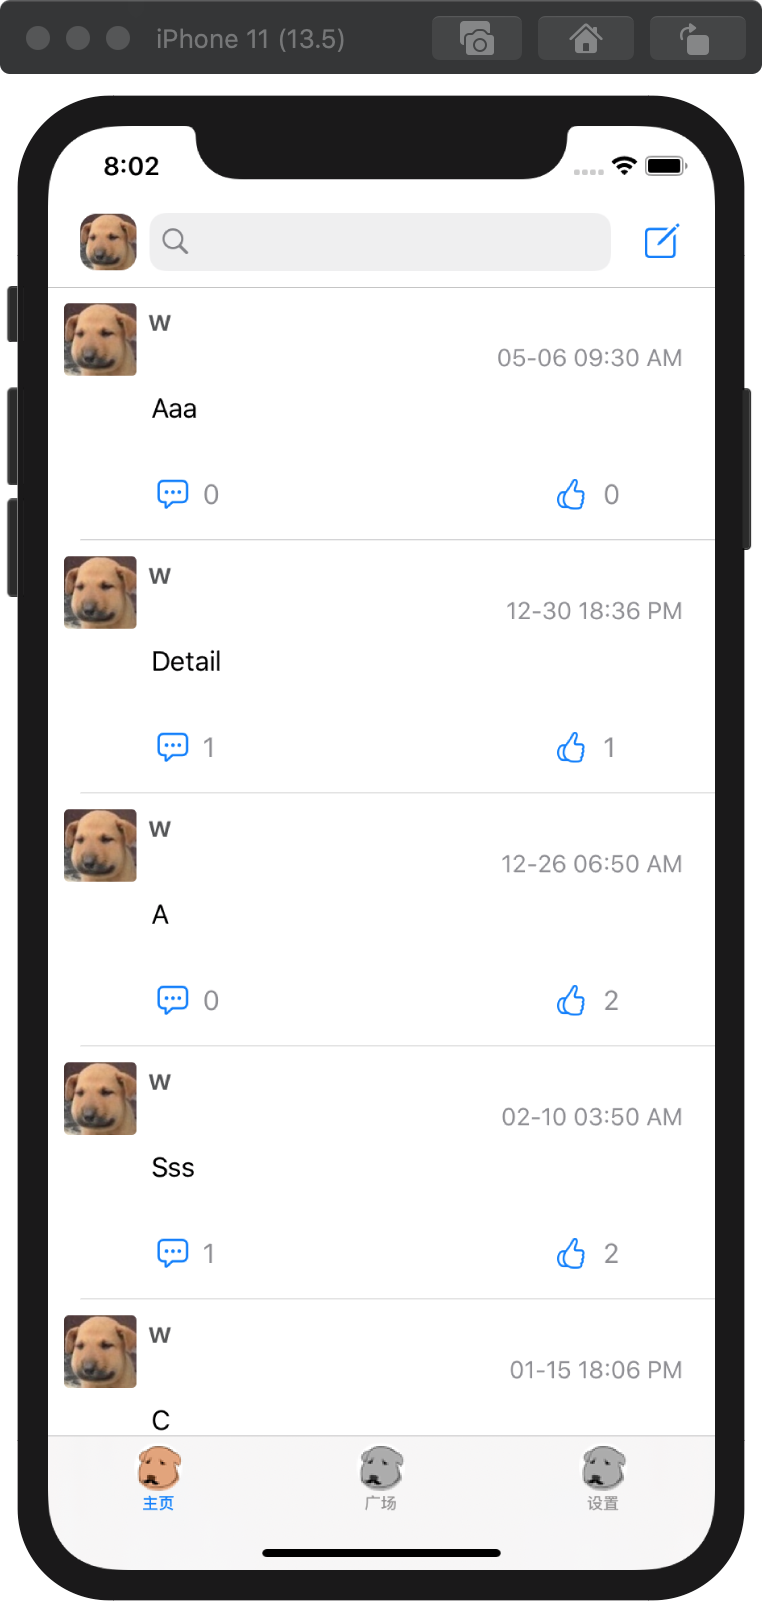 iPhone 11 (13.5)
8:02
W
05-06 09:30 AM
Aaa
0 0
W
12-30 18:36 PM
Detail
1 1
W
12-26 06:50 AM
A
0 2
W
02-10 03:50 AM
Sss
1 2
W
01-15 18:06 PM
C
主页 广场 设置